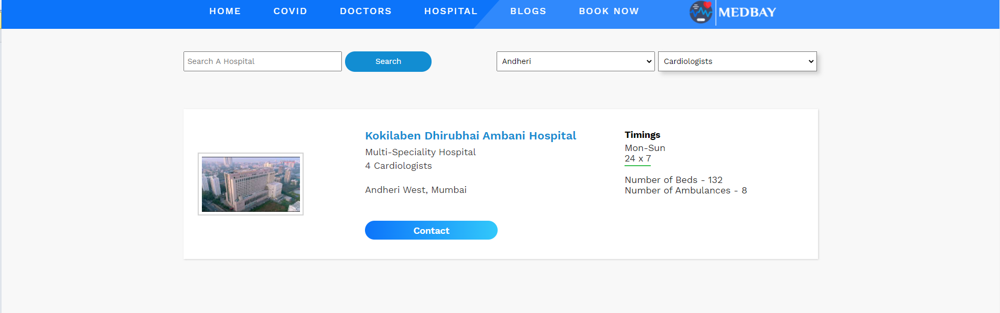 HOME COVID DOCTORS HOSPITAL BLOGS BOOK NOW MEDBAY
Search A Hospital Search Andheri Cardiologists
Kokilaben Dhirubhai Ambani Hospital
Multi-Speciality Hospital
4 Cardiologists
Andheri West, Mumbai
Contact
Timings
Mon-Sun
24 x 7
Number of Beds - 132
Number of Ambulances - 8